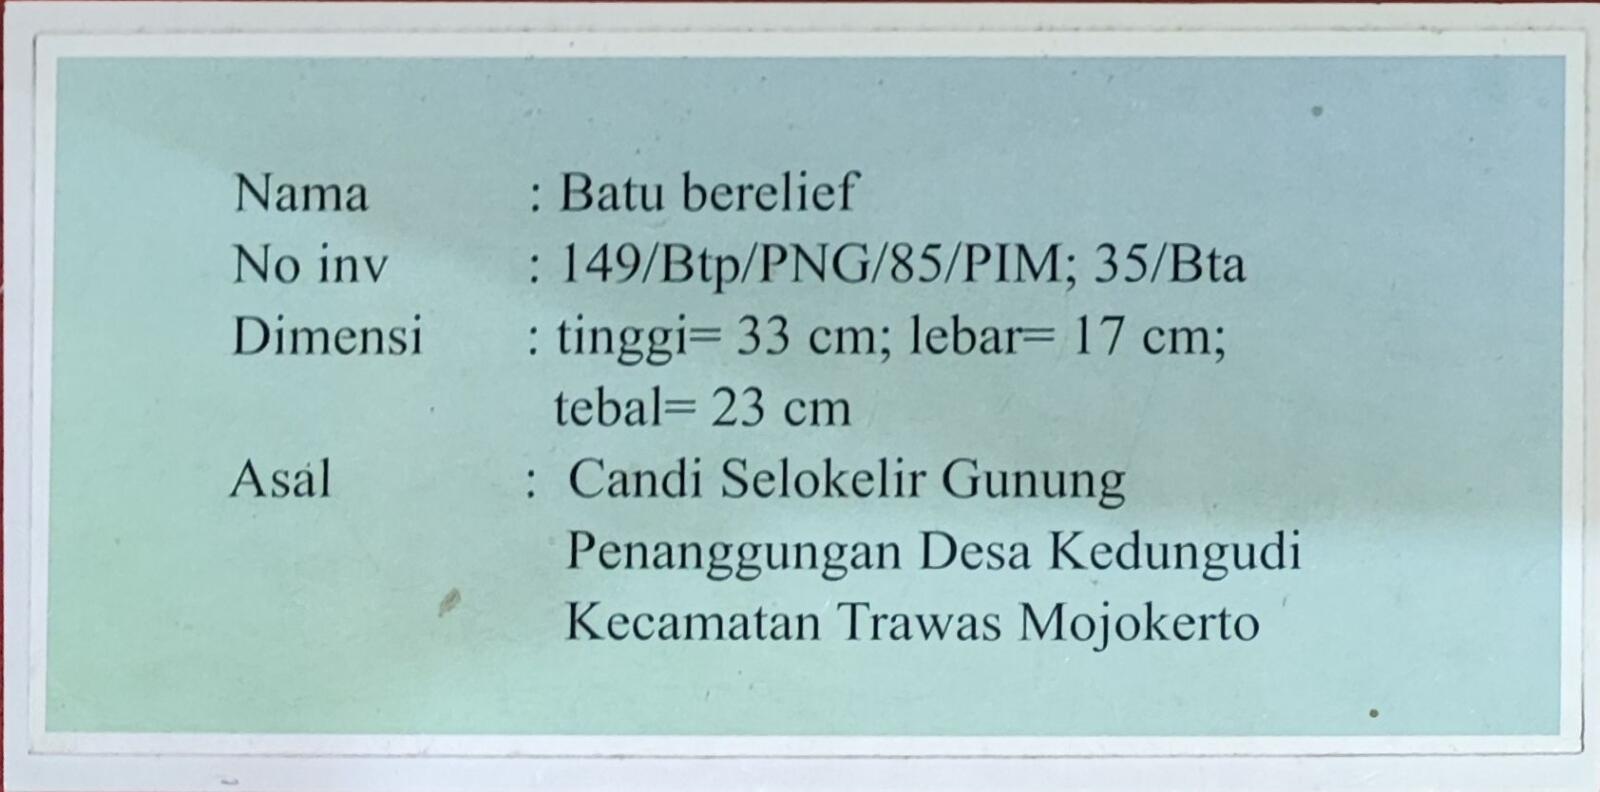 Nama : Batu berelief
No inv : 149/Btp/PNG/85/PIM; 35/Bta
Dimensi : tinggi= 33 cm; lebar= 17 cm;
tebal= 23 cm
Asal : Candi Selokelir Gunung
Penanggungan Desa Kedungudi
Kecamatan Trawas Mojokerto